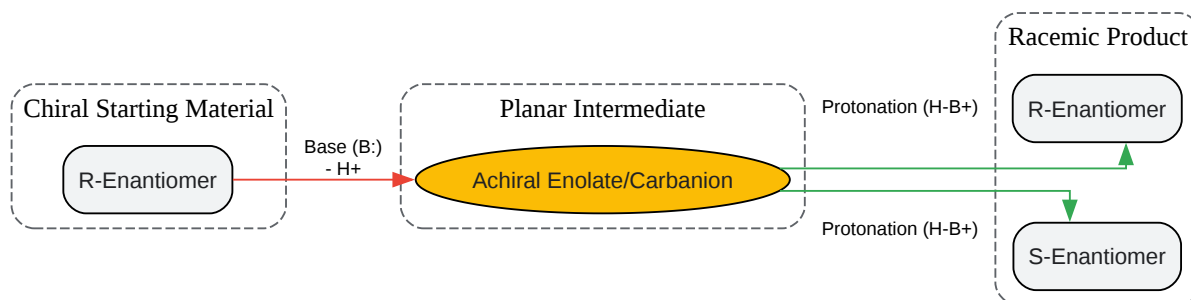 Chiral Starting Material
R-Enantiomer
Base (B:)
- H+
Planar Intermediate
Achiral Enolate/Carbanion
Protonation (H-B+)
Protonation (H-B+)
Racemic Product
R-Enantiomer
S-Enantiomer